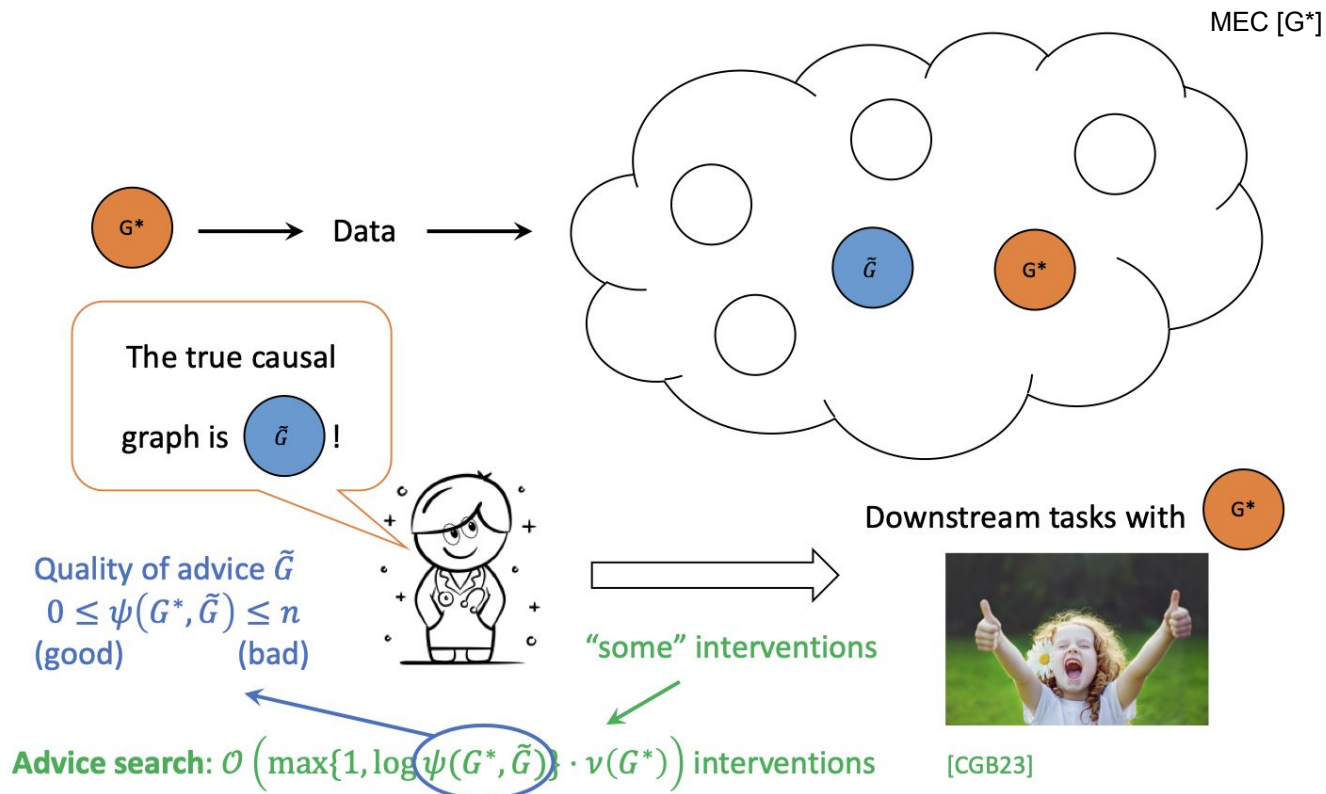 MEC [G*]
G*
Data
G̃
G*
The true causal
graph is G̃ !
Downstream tasks with G*
Quality of advice G̃
0 ≤ ψ(G*, G̃) ≤ n
(good) (bad)
“some” interventions
Advice search: 𝒪(max{1, log ψ(G*, G̃)} · ν(G*)) interventions
[CGB23]